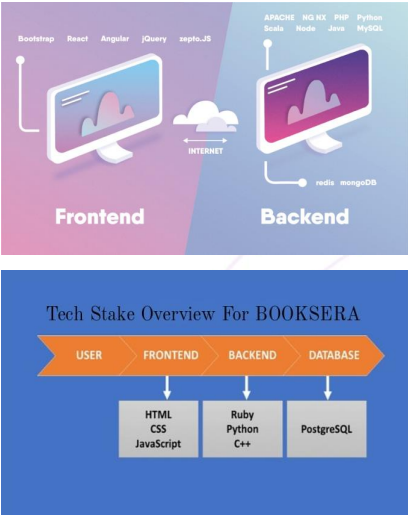 APACHE NG NX PHP Python
Bootstrap React Angular jQuery zepto.JS
Scala Node Java MySQL
INTERNET
redis mongoDB
Frontend
Backend
Tech Stake Overview For BOOKSERA
USER FRONTEND BACKEND DATABASE
HTML
CSS
JavaScript
Ruby
Python
C++
PostgreSQL